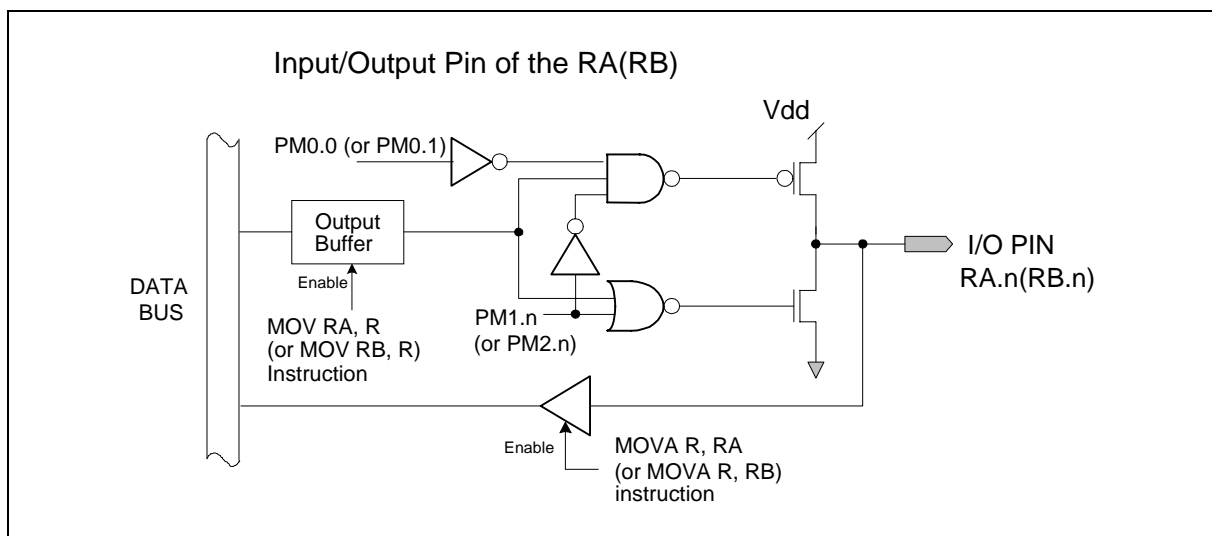 Input/Output Pin of the RA(RB)
Vdd
PM0.0 (or PM0.1)
Output
Buffer
I/O PIN
RA.n(RB.n)
Enable
DATA
BUS
MOV RA, R
(or MOV RB, R)
Instruction
PM1.n
(or PM2.n)
Enable
MOVA R, RA
(or MOVA R, RB)
instruction